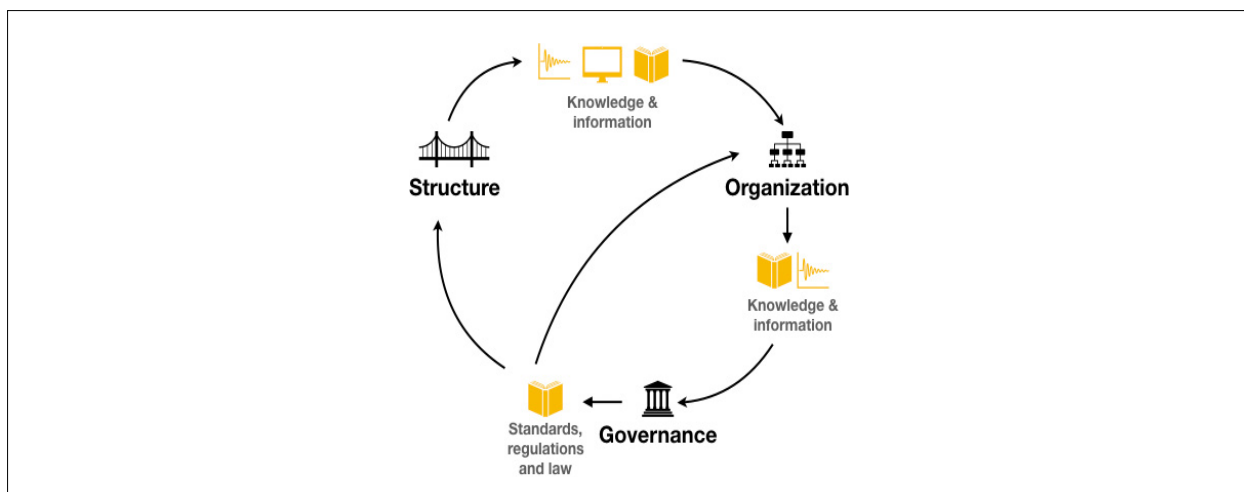 Knowledge &
information
Structure
Organization
Knowledge &
information
Standards,
regulations
and law
Governance